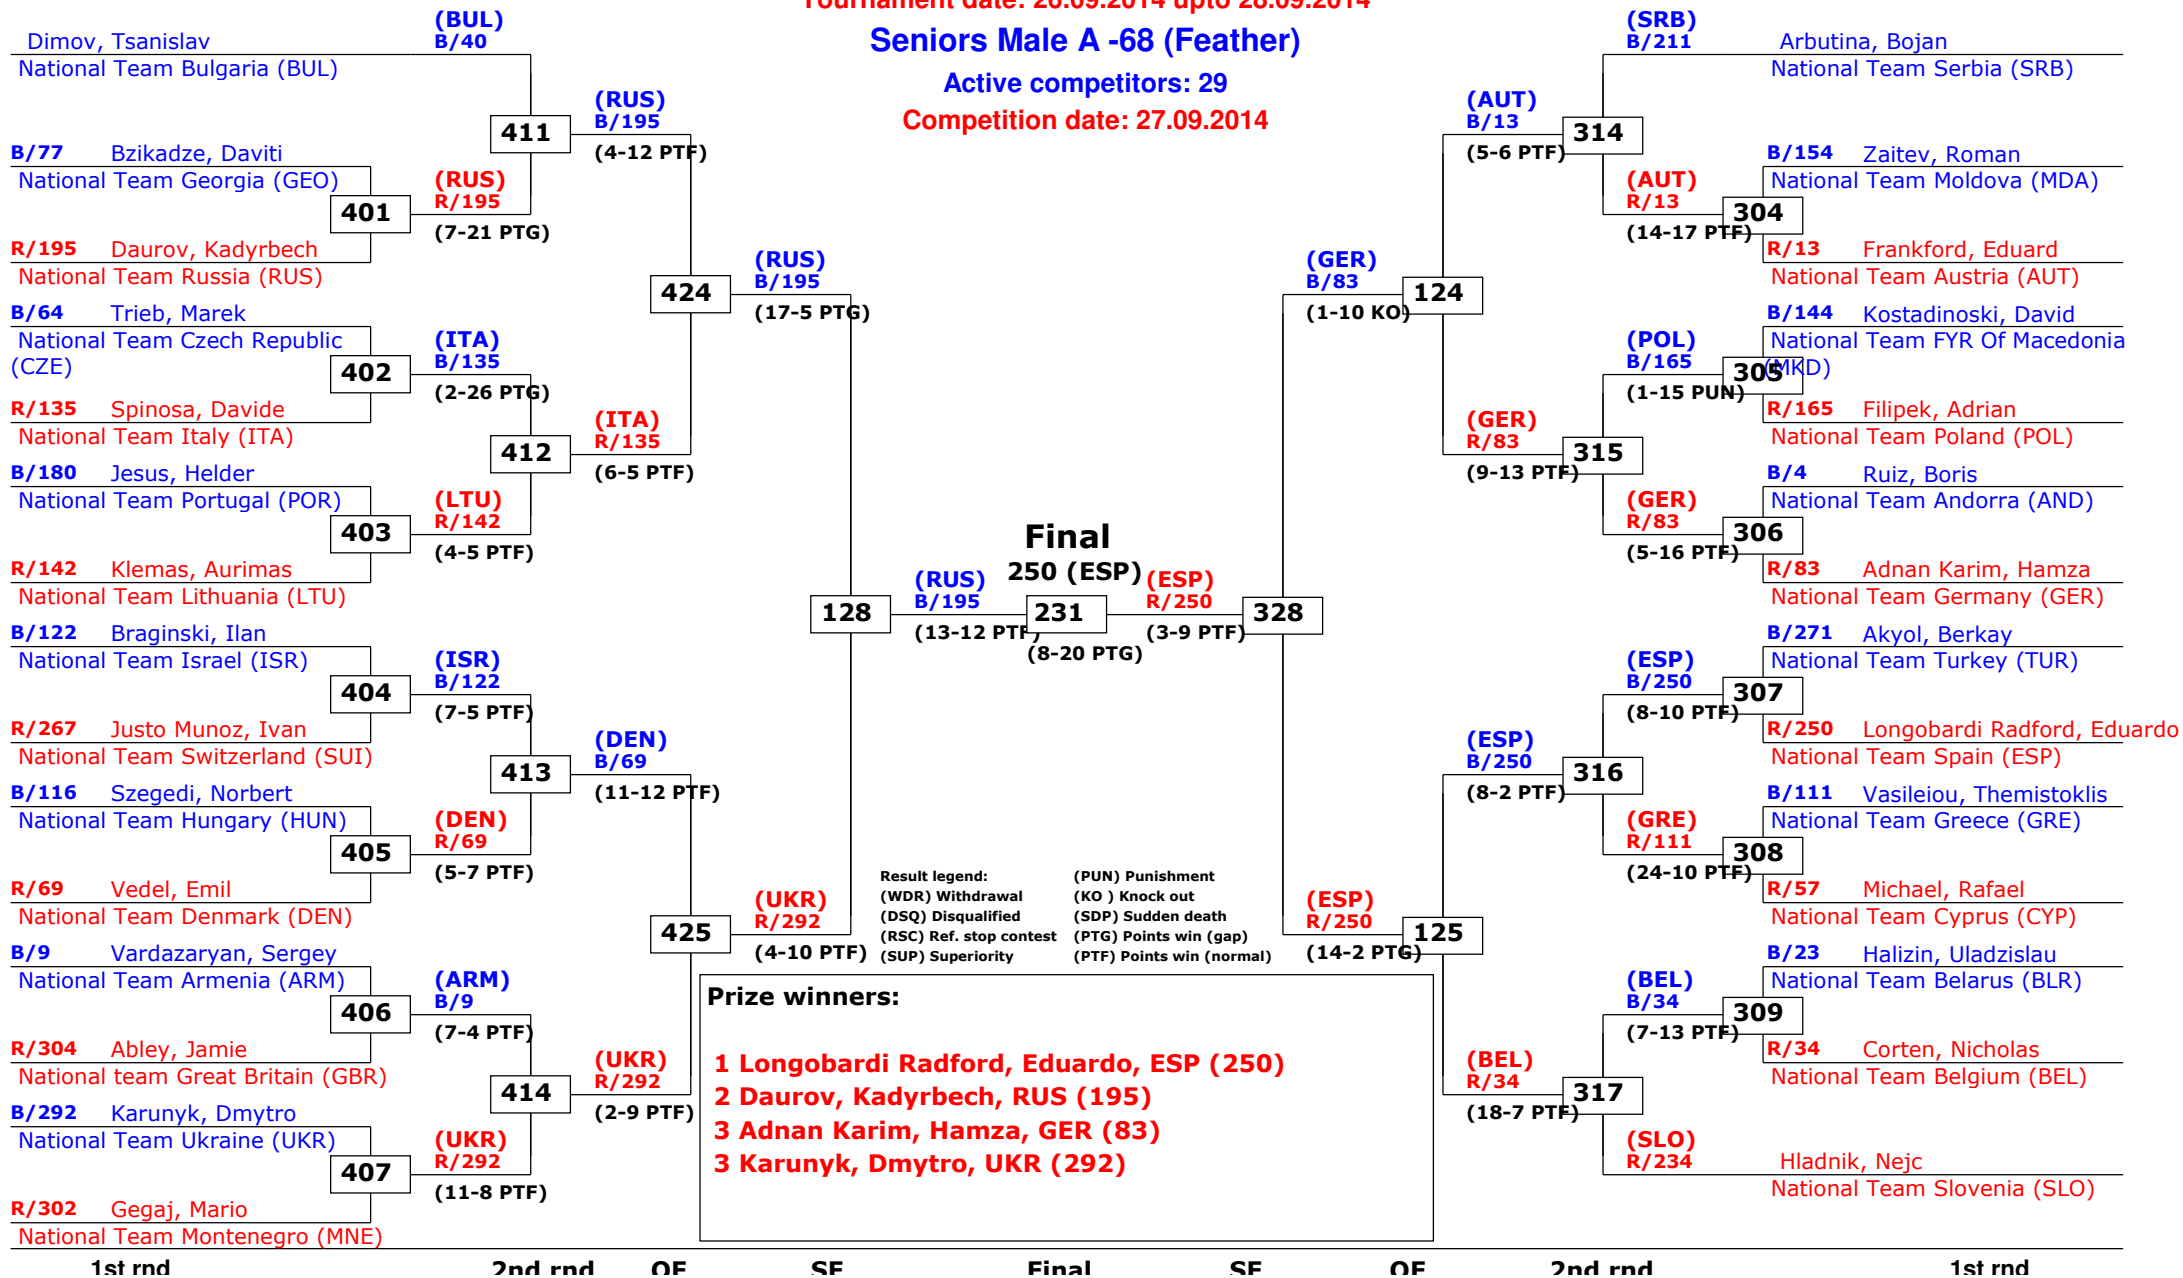 Tournament date: 26.09.2014 upto 28.09.2014
Seniors Male A -68 (Feather)
Active competitors: 29
Competition date: 27.09.2014
Dimov, Tsanislav
National Team Bulgaria (BUL)
B/77 Bzikadze, Daviti
National Team Georgia (GEO)
R/195 Daurov, Kadyrbech
National Team Russia (RUS)
B/64 Trieb, Marek
National Team Czech Republic
(CZE)
R/135 Spinosa, Davide
National Team Italy (ITA)
B/180 Jesus, Helder
National Team Portugal (POR)
R/142 Klemas, Aurimas
National Team Lithuania (LTU)
B/122 Braginski, Ilan
National Team Israel (ISR)
R/267 Justo Munoz, Ivan
National Team Switzerland (SUI)
B/116 Szegedi, Norbert
National Team Hungary (HUN)
R/69 Vedel, Emil
National Team Denmark (DEN)
B/9 Vardazaryan, Sergey
National Team Armenia (ARM)
R/304 Abley, Jamie
National team Great Britain (GBR)
B/292 Karunyk, Dmytro
National Team Ukraine (UKR)
R/302 Gegaj, Mario
National Team Montenegro (MNE)
401
402
403
404
405
406
407
(BUL)
B/40
(RUS)
R/195
(7-21 PTG)
(ITA)
B/135
(2-26 PTG)
(LTU)
R/142
(4-5 PTF)
(ISR)
B/122
(7-5 PTF)
(DEN)
R/69
(5-7 PTF)
(ARM)
B/9
(7-4 PTF)
(UKR)
R/292
(11-8 PTF)
411
412
413
414
(RUS)
B/195
(4-12 PTF)
(ITA)
R/135
(6-5 PTF)
(DEN)
B/69
(11-12 PTF)
(UKR)
R/292
(2-9 PTF)
424
425
(RUS)
B/195
(17-5 PTG)
(UKR)
R/292
(4-10 PTF)
128
(RUS)
B/195
(13-12 PTF)
Final
250 (ESP)
231
(8-20 PTG)
(ESP)
R/250
(3-9 PTF)
328
(GER)
B/83
(1-10 KO)
(ESP)
R/250
(14-2 PTG)
124
125
(AUT)
B/13
(5-6 PTF)
(GER)
R/83
(9-13 PTF)
(ESP)
B/250
(8-2 PTF)
(BEL)
R/34
(18-7 PTF)
314
315
316
317
(SRB)
B/211
(AUT)
R/13
(14-17 PTF)
(POL)
B/165
(1-15 PUN)
(GER)
R/83
(5-16 PTF)
(ESP)
B/250
(8-10 PTF)
(GRE)
R/111
(24-10 PTF)
(BEL)
B/34
(7-13 PTF)
(SLO)
R/234
304
305
306
307
308
309
Arbutina, Bojan
National Team Serbia (SRB)
B/154 Zaitev, Roman
National Team Moldova (MDA)
R/13 Frankford, Eduard
National Team Austria (AUT)
B/144 Kostadinoski, David
National Team FYR Of Macedonia
(MKD)
R/165 Filipek, Adrian
National Team Poland (POL)
B/4 Ruiz, Boris
National Team Andorra (AND)
R/83 Adnan Karim, Hamza
National Team Germany (GER)
B/271 Akyol, Berkay
National Team Turkey (TUR)
R/250 Longobardi Radford, Eduardo
National Team Spain (ESP)
B/111 Vasileiou, Themistoklis
National Team Greece (GRE)
R/57 Michael, Rafael
National Team Cyprus (CYP)
B/23 Halizin, Uladzislau
National Team Belarus (BLR)
R/34 Corten, Nicholas
National Team Belgium (BEL)
Hladnik, Nejc
National Team Slovenia (SLO)
Result legend: (PUN) Punishment
(WDR) Withdrawal (KO ) Knock out
(DSQ) Disqualified (SDP) Sudden death
(RSC) Ref. stop contest (PTG) Points win (gap)
(SUP) Superiority (PTF) Points win (normal)
Prize winners:
1 Longobardi Radford, Eduardo, ESP (250)
2 Daurov, Kadyrbech, RUS (195)
3 Adnan Karim, Hamza, GER (83)
3 Karunyk, Dmytro, UKR (292)
1st rnd 2nd rnd QF SF Final SF QF 2nd rnd 1st rnd